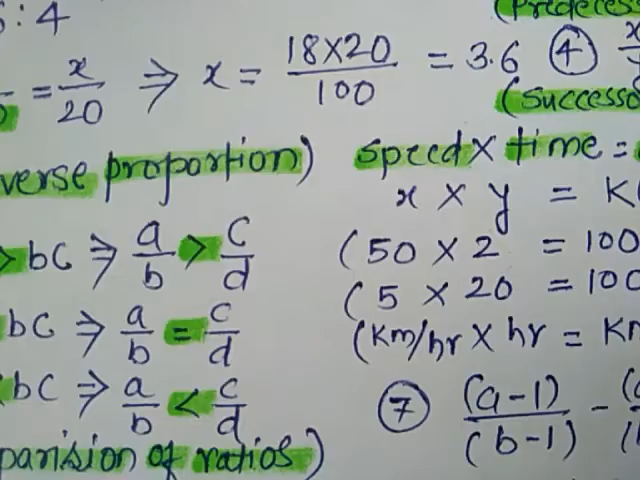 : 4
= x/20 ⇒ x = 18×20/100 = 3.6
④
verse proportion)
> bc ⇒ a/b > c/d
bc ⇒ a/b = c/d
bc ⇒ a/b < c/d
parision of ratios)
(Predecess
(Successo
speed × time =
x × y = K
(50 × 2 = 100
(5 × 20 = 100
(Km/hr × hr = Km
⑦ (a-1)/(b-1) -